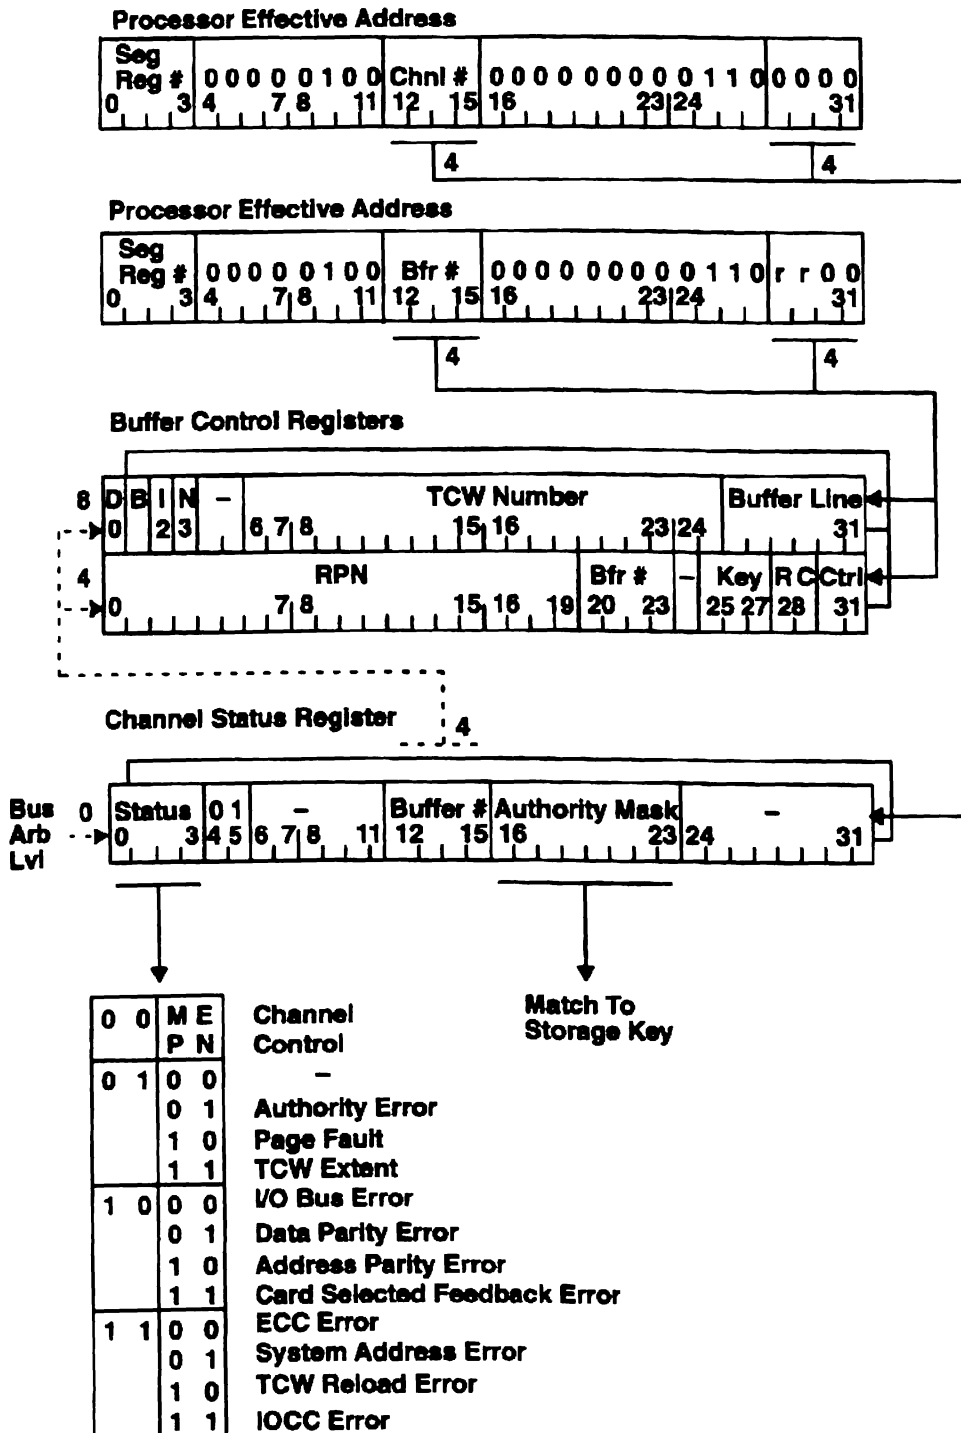 Processor Effective Address
Seg
Reg # 0 0 0 0 0 1 0 0 Chnl # 0 0 0 0 0 0 0 0 0 1 1 0 0 0 0 0
0 3 4 7 8 11 12 15 16 23 24 31
4 4
Processor Effective Address
Seg
Reg # 0 0 0 0 0 1 0 0 Bfr # 0 0 0 0 0 0 0 0 0 1 1 0 r r 0 0
0 3 4 7 8 11 12 15 16 23 24 31
4 4
Buffer Control Registers
8 D B I N – TCW Number Buffer Line
0 2 3 6 7 8 15 16 23 24 31
4 RPN Bfr # – Key R C Ctrl
0 7 8 15 16 19 20 23 25 27 28 31
Channel Status Register 4
Bus 0 Status 0 1 – Buffer # Authority Mask –
Arb 0 3 4 5 6 7 8 11 12 15 16 23 24 31
Lvl
0 0 M E Channel
P N Control
Match To
Storage Key
0 1 0 0 –
0 1 Authority Error
1 0 Page Fault
1 1 TCW Extent
1 0 0 0 I/O Bus Error
0 1 Data Parity Error
1 0 Address Parity Error
1 1 Card Selected Feedback Error
1 1 0 0 ECC Error
0 1 System Address Error
1 0 TCW Reload Error
1 1 IOCC Error